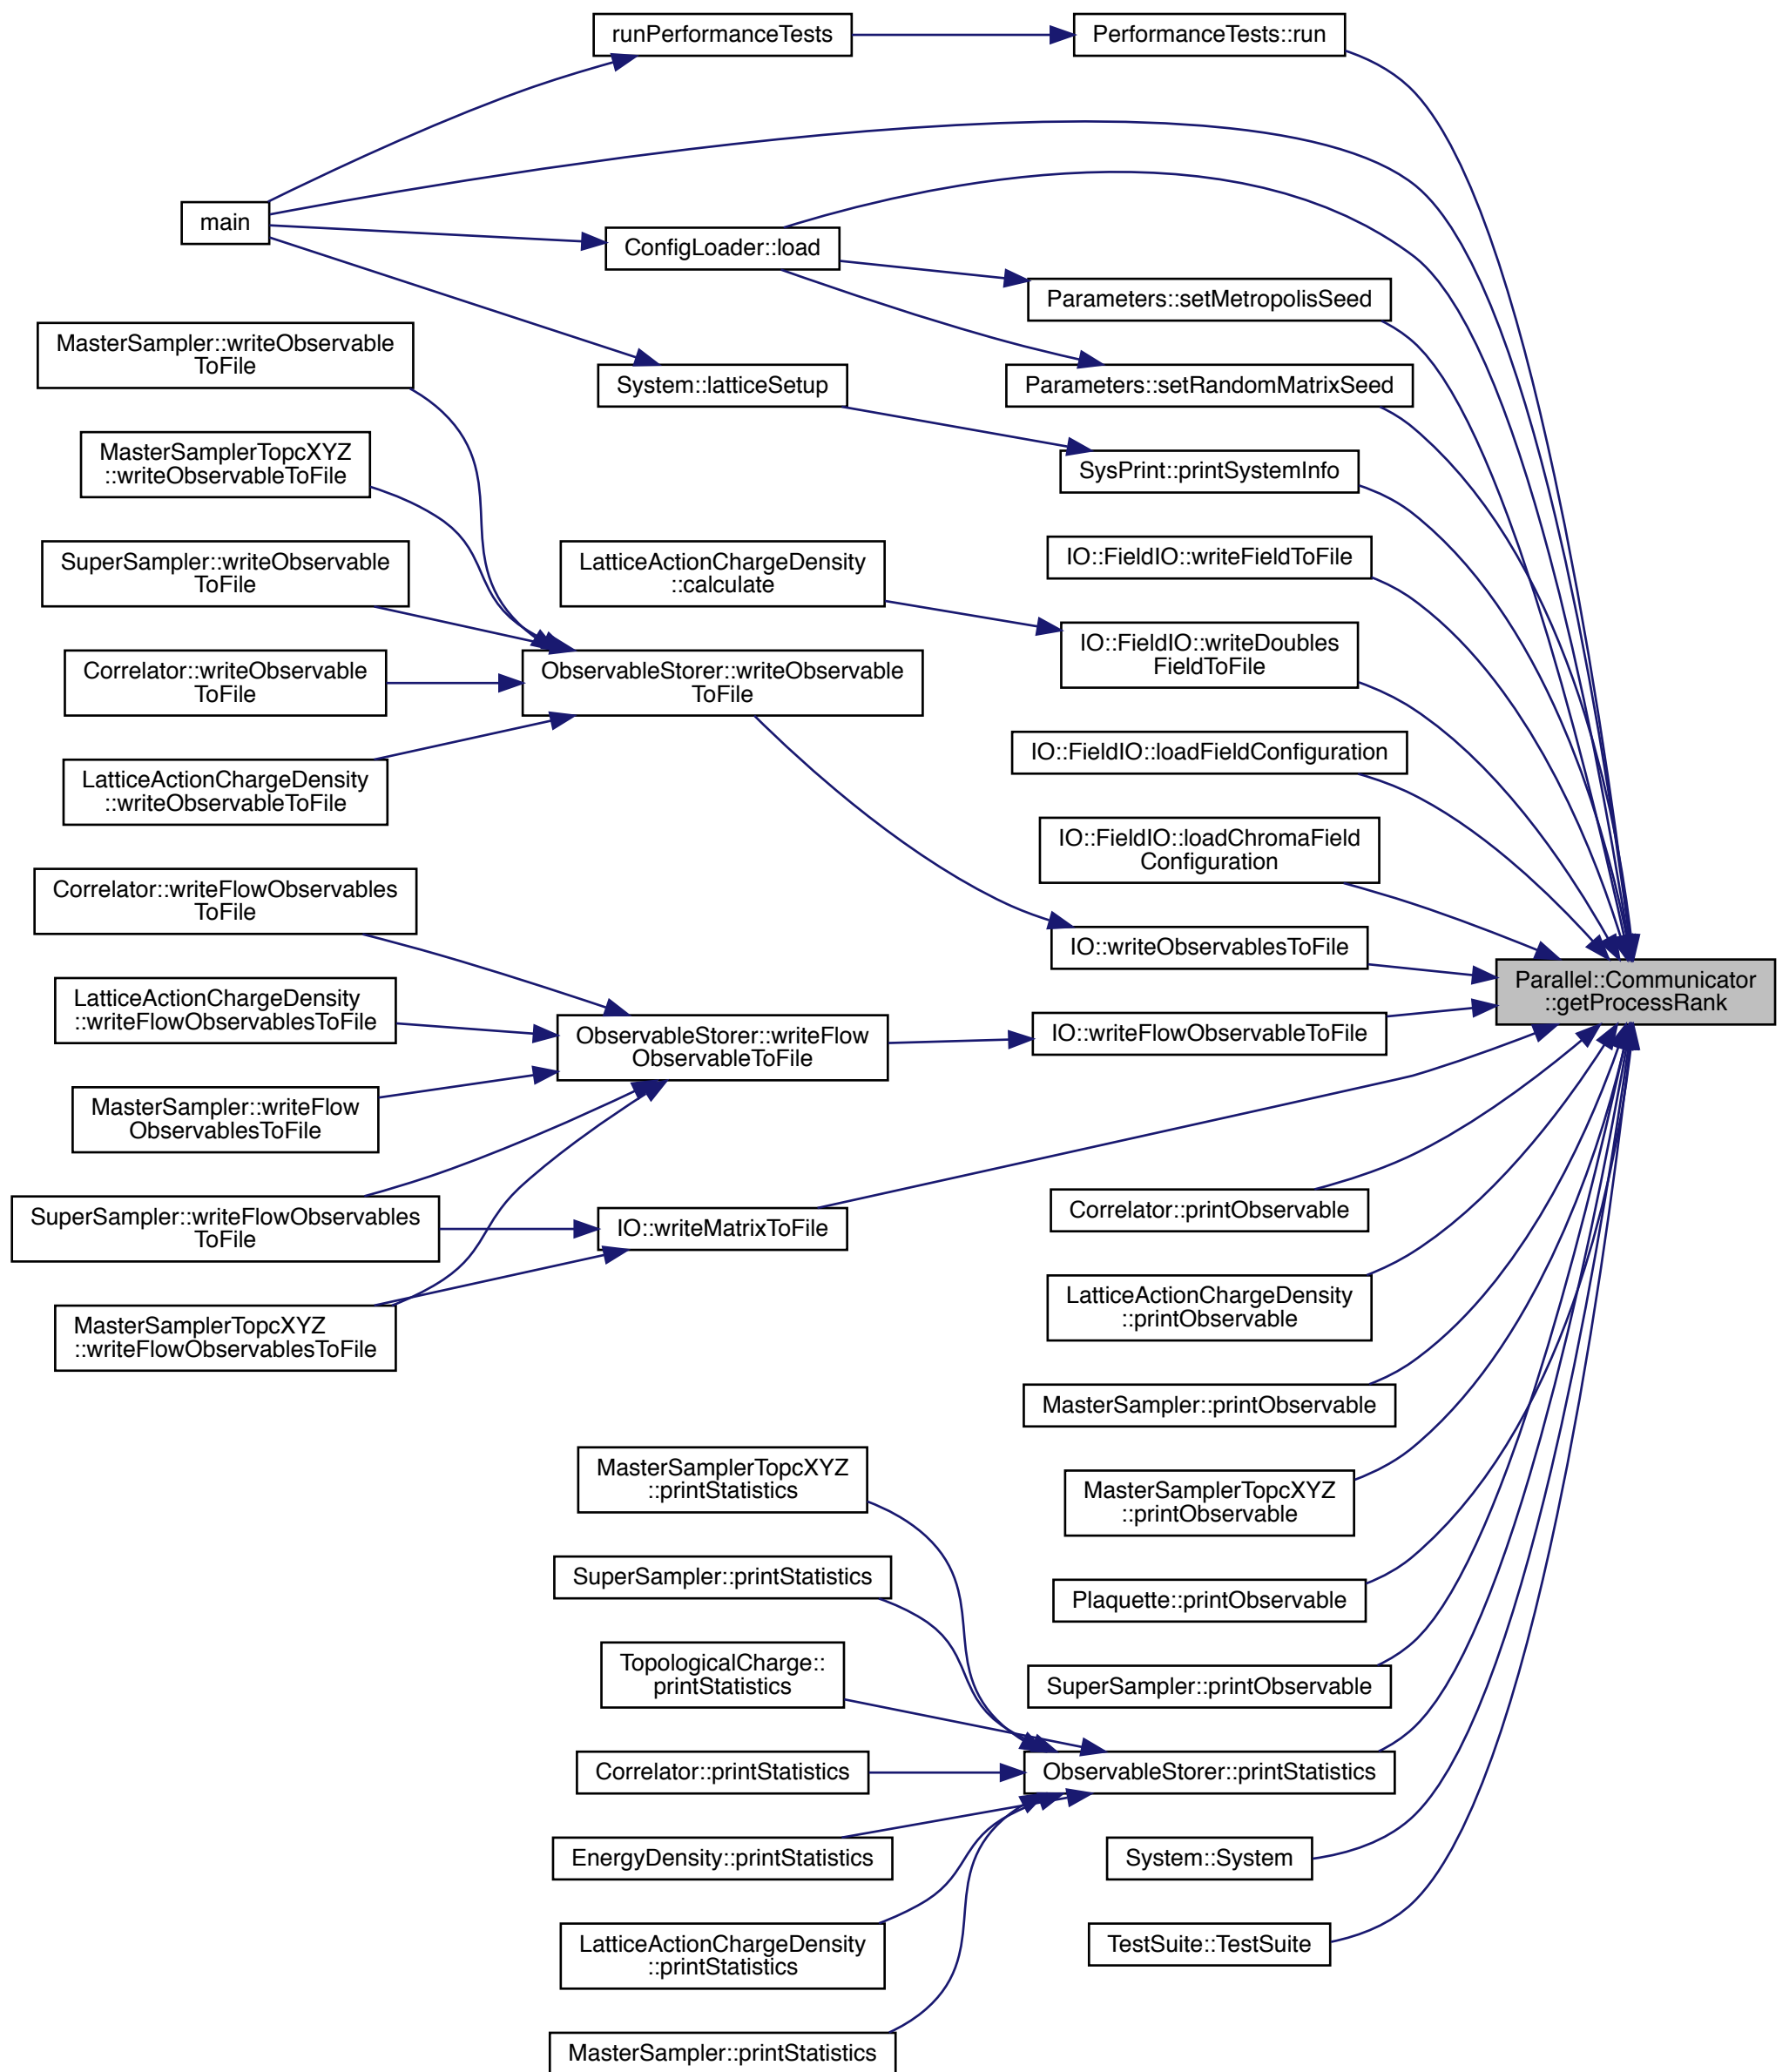 runPerformanceTests
PerformanceTests::run
main
ConfigLoader::load
Parameters::setMetropolisSeed
MasterSampler::writeObservable
ToFile
System::latticeSetup
Parameters::setRandomMatrixSeed
MasterSamplerTopcXYZ
::writeObservableToFile
SysPrint::printSystemInfo
SuperSampler::writeObservable
ToFile
LatticeActionChargeDensity
::calculate
IO::FieldIO::writeFieldToFile
Correlator::writeObservable
ToFile
ObservableStorer::writeObservable
ToFile
IO::FieldIO::writeDoubles
FieldToFile
LatticeActionChargeDensity
::writeObservableToFile
IO::FieldIO::loadFieldConfiguration
IO::FieldIO::loadChromaField
Configuration
Correlator::writeFlowObservables
ToFile
IO::writeObservablesToFile
Parallel::Communicator
::getProcessRank
LatticeActionChargeDensity
::writeFlowObservablesToFile
ObservableStorer::writeFlow
ObservableToFile
IO::writeFlowObservableToFile
MasterSampler::writeFlow
ObservablesToFile
SuperSampler::writeFlowObservables
ToFile
IO::writeMatrixToFile
Correlator::printObservable
MasterSamplerTopcXYZ
::writeFlowObservablesToFile
LatticeActionChargeDensity
::printObservable
MasterSampler::printObservable
MasterSamplerTopcXYZ
::printStatistics
MasterSamplerTopcXYZ
::printObservable
SuperSampler::printStatistics
Plaquette::printObservable
TopologicalCharge::
printStatistics
SuperSampler::printObservable
Correlator::printStatistics
ObservableStorer::printStatistics
EnergyDensity::printStatistics
System::System
LatticeActionChargeDensity
::printStatistics
TestSuite::TestSuite
MasterSampler::printStatistics